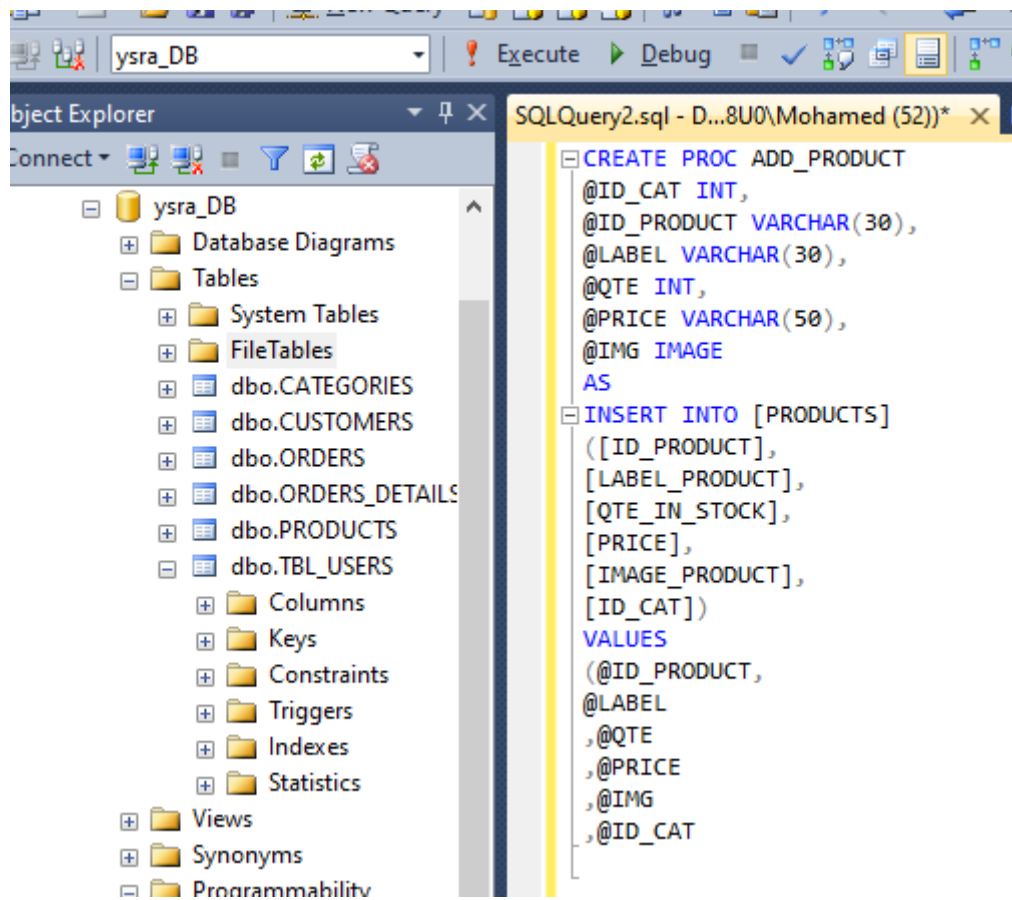 ysra_DB
Execute Debug
bject Explorer
SQLQuery2.sql - D...8U0\Mohamed (52))*
Connect
ysra_DB
Database Diagrams
Tables
System Tables
FileTables
dbo.CATEGORIES
dbo.CUSTOMERS
dbo.ORDERS
dbo.ORDERS_DETAILS
dbo.PRODUCTS
dbo.TBL_USERS
Columns
Keys
Constraints
Triggers
Indexes
Statistics
Views
Synonyms
Programmability
CREATE PROC ADD_PRODUCT
@ID_CAT INT,
@ID_PRODUCT VARCHAR(30),
@LABEL VARCHAR(30),
@QTE INT,
@PRICE VARCHAR(50),
@IMG IMAGE
AS
INSERT INTO [PRODUCTS]
([ID_PRODUCT],
[LABEL_PRODUCT],
[QTE_IN_STOCK],
[PRICE],
[IMAGE_PRODUCT],
[ID_CAT])
VALUES
(@ID_PRODUCT,
@LABEL
,@QTE
,@PRICE
,@IMG
,@ID_CAT